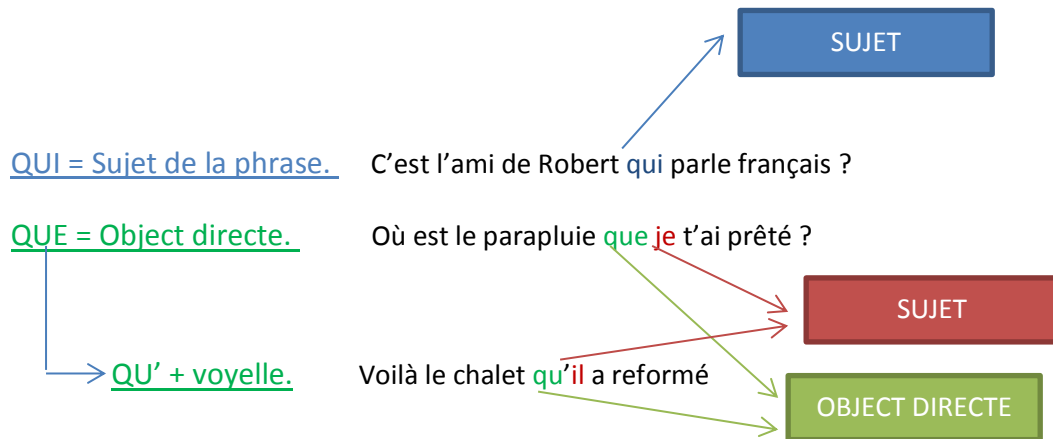 SUJET
QUI = Sujet de la phrase. C’est l’ami de Robert qui parle français ?
QUE = Object directe. Où est le parapluie que je t’ai prêté ?
SUJET
QU’ + voyelle. Voilà le chalet qu’il a reformé
OBJECT DIRECTE